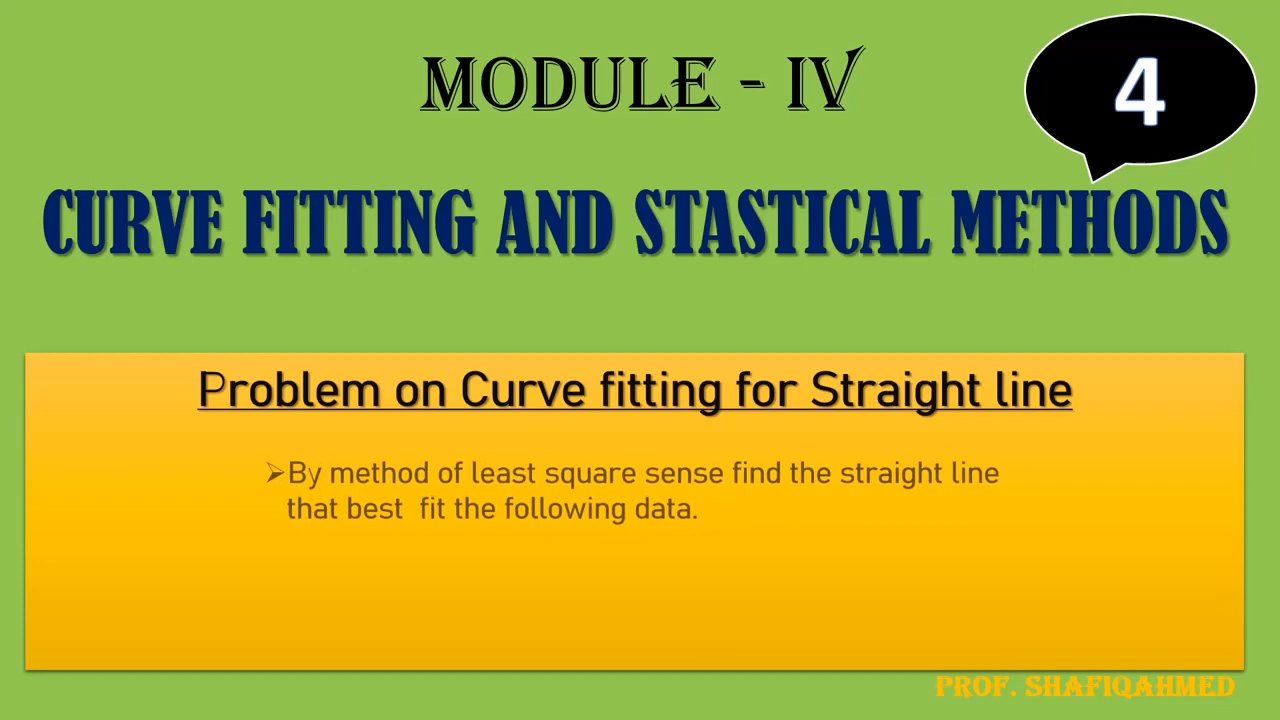 MODULE - IV
4
CURVE FITTING AND STASTICAL METHODS
Problem on Curve fitting for Straight line
➢By method of least square sense find the straight line
that best fit the following data.
PROF. SHAFIQAHMED